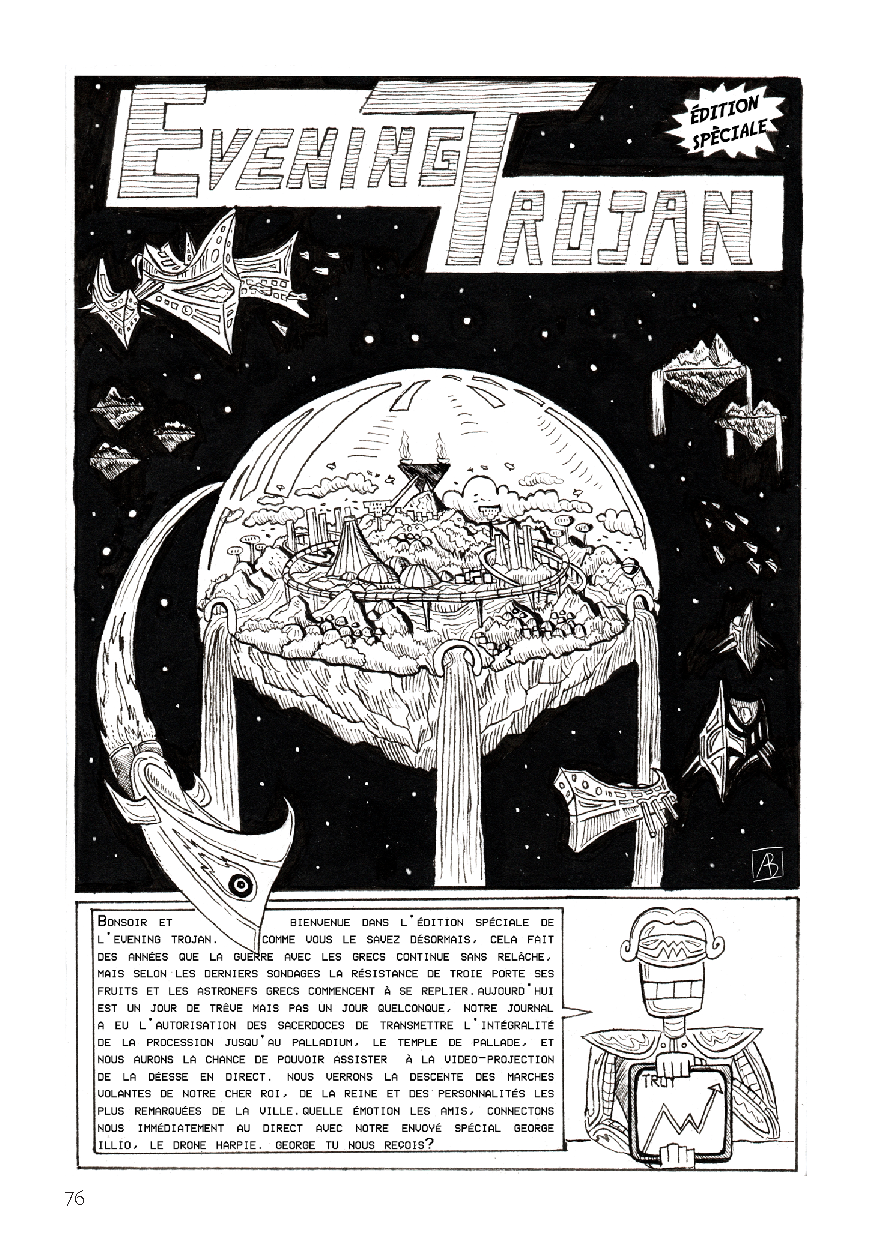 EVENING
TROJAN
ÉDITION
SPÈCIALE
AB
BONSOIR ET BIENVENUE DANS L'ÉDITION SPÉCIALE DE
L'EVENING TROJAN. COMME VOUS LE SAVEZ DÉSORMAIS, CELA FAIT
DES ANNÉES QUE LA GUERRE AVEC LES GRECS CONTINUE SANS RELÂCHE,
MAIS SELON LES DERNIERS SONDAGES LA RÉSISTANCE DE TROIE PORTE SES
FRUITS ET LES ASTRONEFS GRECS COMMENCENT À SE REPLIER. AUJOURD'HUI
EST UN JOUR DE TRÊVE MAIS PAS UN JOUR QUELCONQUE, NOTRE JOURNAL
A EU L'AUTORISATION DES SACERDOCES DE TRANSMETTRE L'INTÉGRALITÉ
DE LA PROCESSION JUSQU'AU PALLADIUM, LE TEMPLE DE PALLADE, ET
NOUS AURONS LA CHANCE DE POUVOIR ASSISTER À LA VIDEO-PROJECTION
DE LA DÉESSE EN DIRECT. NOUS VERRONS LA DESCENTE DES MARCHES
VOLANTES DE NOTRE CHER ROI, DE LA REINE ET DES PERSONNALITÉS LES
PLUS REMARQUÉES DE LA VILLE. QUELLE ÉMOTION LES AMIS, CONNECTONS
NOUS IMMÉDIATEMENT AU DIRECT AVEC NOTRE ENVOYÉ SPÉCIAL GEORGE
ILLIO, LE DRONE HARPIE. GEORGE TU NOUS REÇOIS?
TROY
76